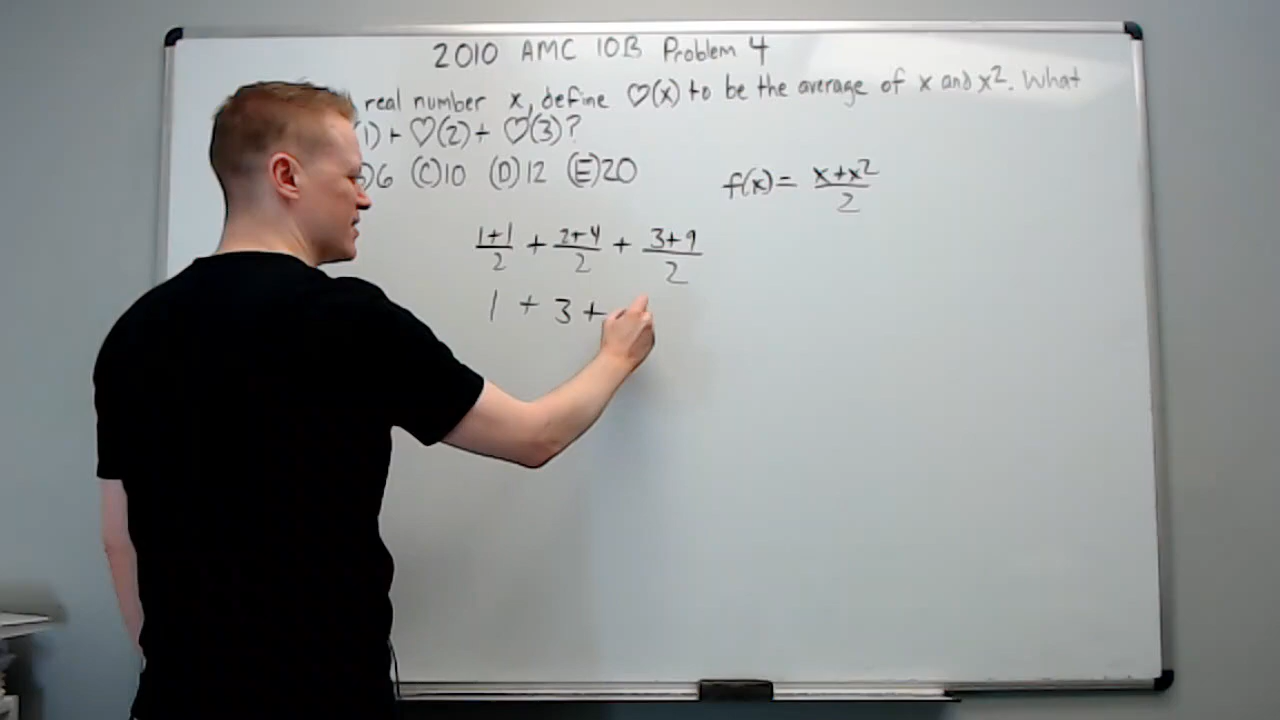 2010 AMC 10B Problem 4
real number x, define ♡(x) to be the average of x and x². What
1) + ♡(2) + ♡(3)?
)6 (C)10 (D)12 (E)20
f(x) = x+x²/2
1+1/2 + 2+4/2 + 3+9/2
1 + 3 +